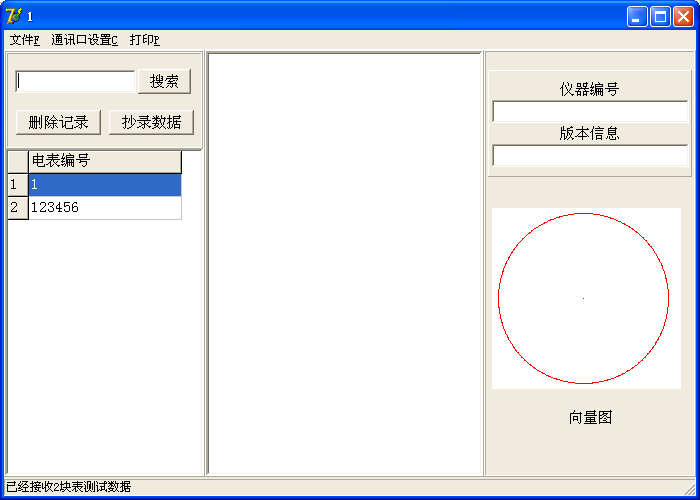 1
文件F 通讯口设置C 打印P
搜索
删除记录 抄录数据
电表编号
1 1
2 123456
仪器编号
版本信息
向量图
已经接收2块表测试数据